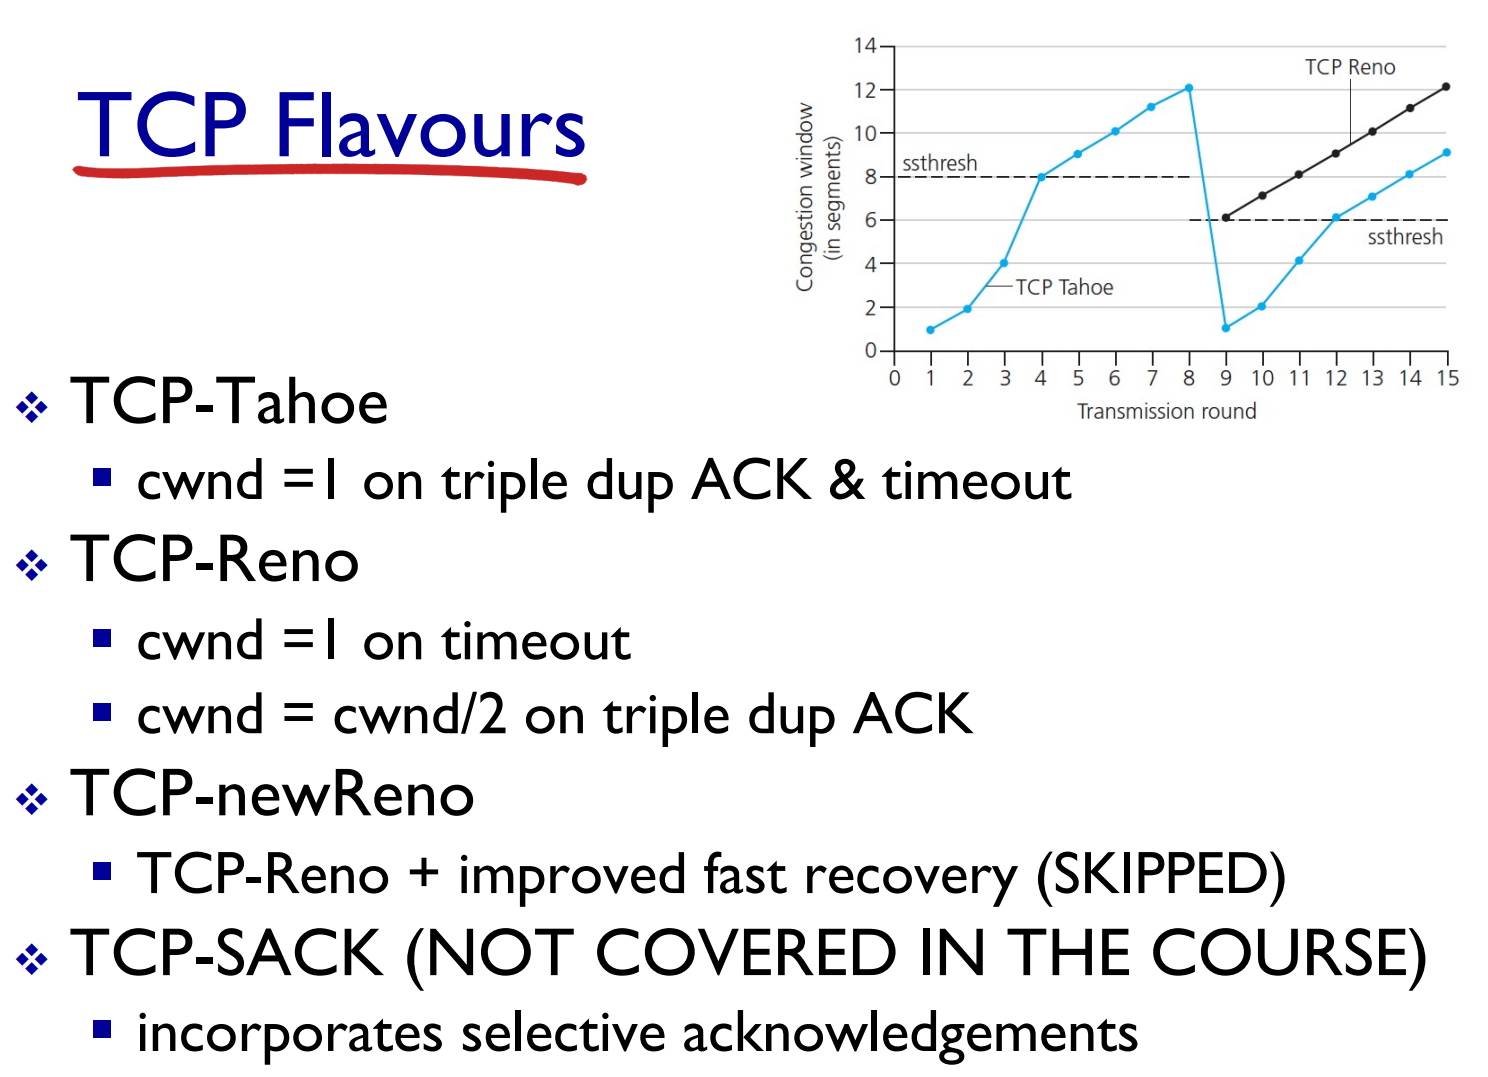 TCP Flavours
14
12
10
8
6
4
2
0
Congestion window
(in segments)
ssthresh
TCP Reno
ssthresh
TCP Tahoe
0 1 2 3 4 5 6 7 8 9 10 11 12 13 14 15
Transmission round
❖ TCP-Tahoe
▪ cwnd =1 on triple dup ACK & timeout
❖ TCP-Reno
▪ cwnd =1 on timeout
▪ cwnd = cwnd/2 on triple dup ACK
❖ TCP-newReno
▪ TCP-Reno + improved fast recovery (SKIPPED)
❖ TCP-SACK (NOT COVERED IN THE COURSE)
▪ incorporates selective acknowledgements